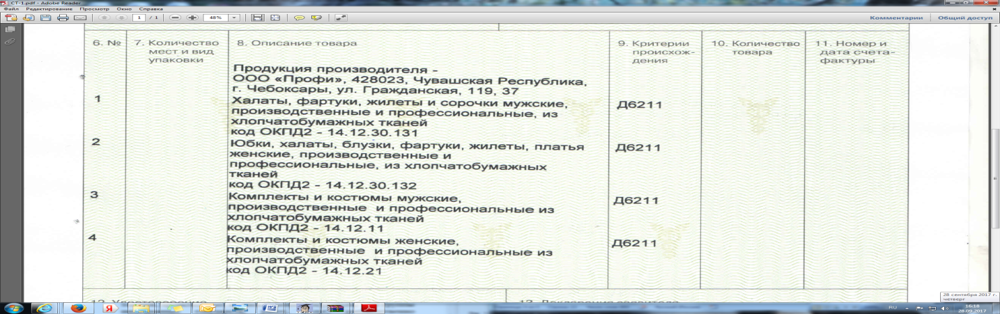 CT-1.pdf - Adobe Reader
Файл Редактирование Просмотр Окно Справка
1 / 1 48% Комментарии Общий доступ
6. № 7. Количество мест и вид упаковки 8. Описание товара 9. Критерии происхож-дения 10. Количество товара 11. Номер и дата счета-фактуры
Продукция производителя -
ООО «Профи», 428023, Чувашская Республика,
г. Чебоксары, ул. Гражданская, 119, 37
1 Халаты, фартуки, жилеты и сорочки мужские, Д6211
производственные и профессиональные, из
хлопчатобумажных тканей
код ОКПД2 - 14.12.30.131
2 Юбки, халаты, блузки, фартуки, жилеты, платья Д6211
женские, производственные и
профессиональные, из хлопчатобумажных
тканей
код ОКПД2 - 14.12.30.132
3 Комплекты и костюмы мужские, Д6211
производственные и профессиональные из
хлопчатобумажных тканей
код ОКПД2 - 14.12.11
4 Комплекты и костюмы женские, Д6211
производственные и профессиональные из
хлопчатобумажных тканей
код ОКПД2 - 14.12.21
28 сентября 2017 г.
четверг
RU 16:18
28.09.2017